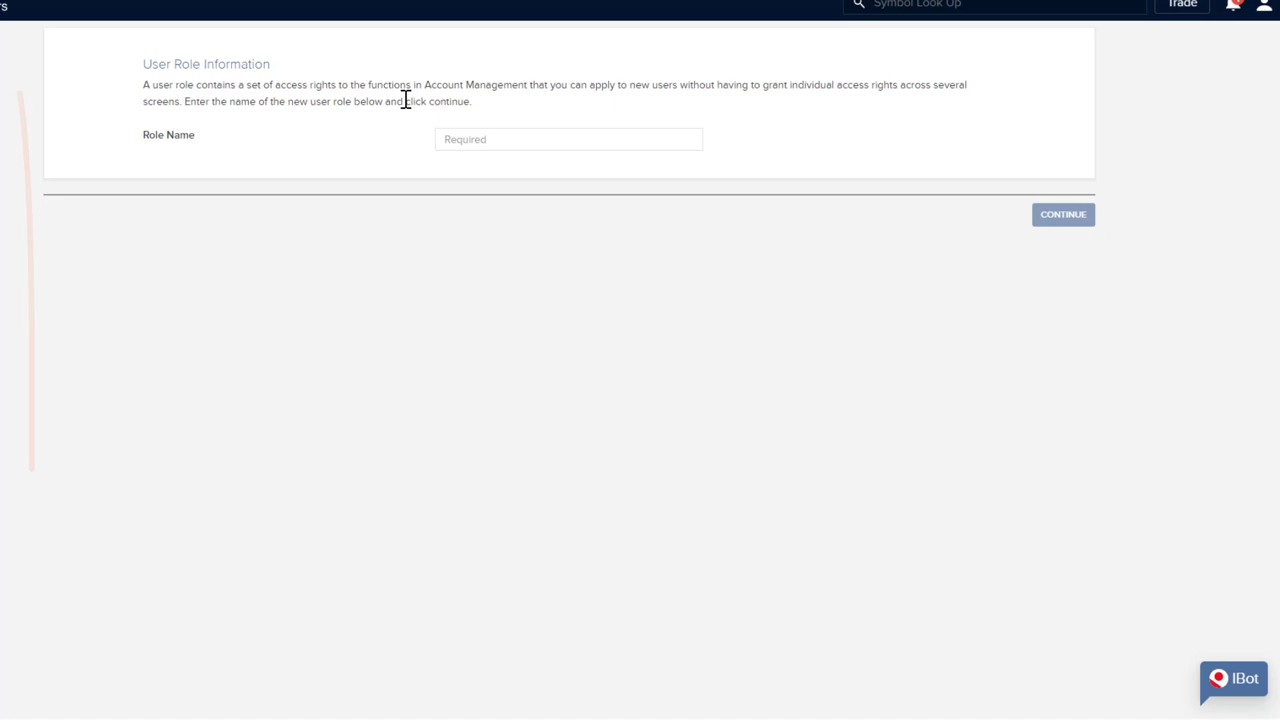 rs
Symbol Look Up
Trade
User Role Information
A user role contains a set of access rights to the functions in Account Management that you can apply to new users without having to grant individual access rights across several
screens. Enter the name of the new user role below and click continue.
Role Name
Required
CONTINUE
IBot